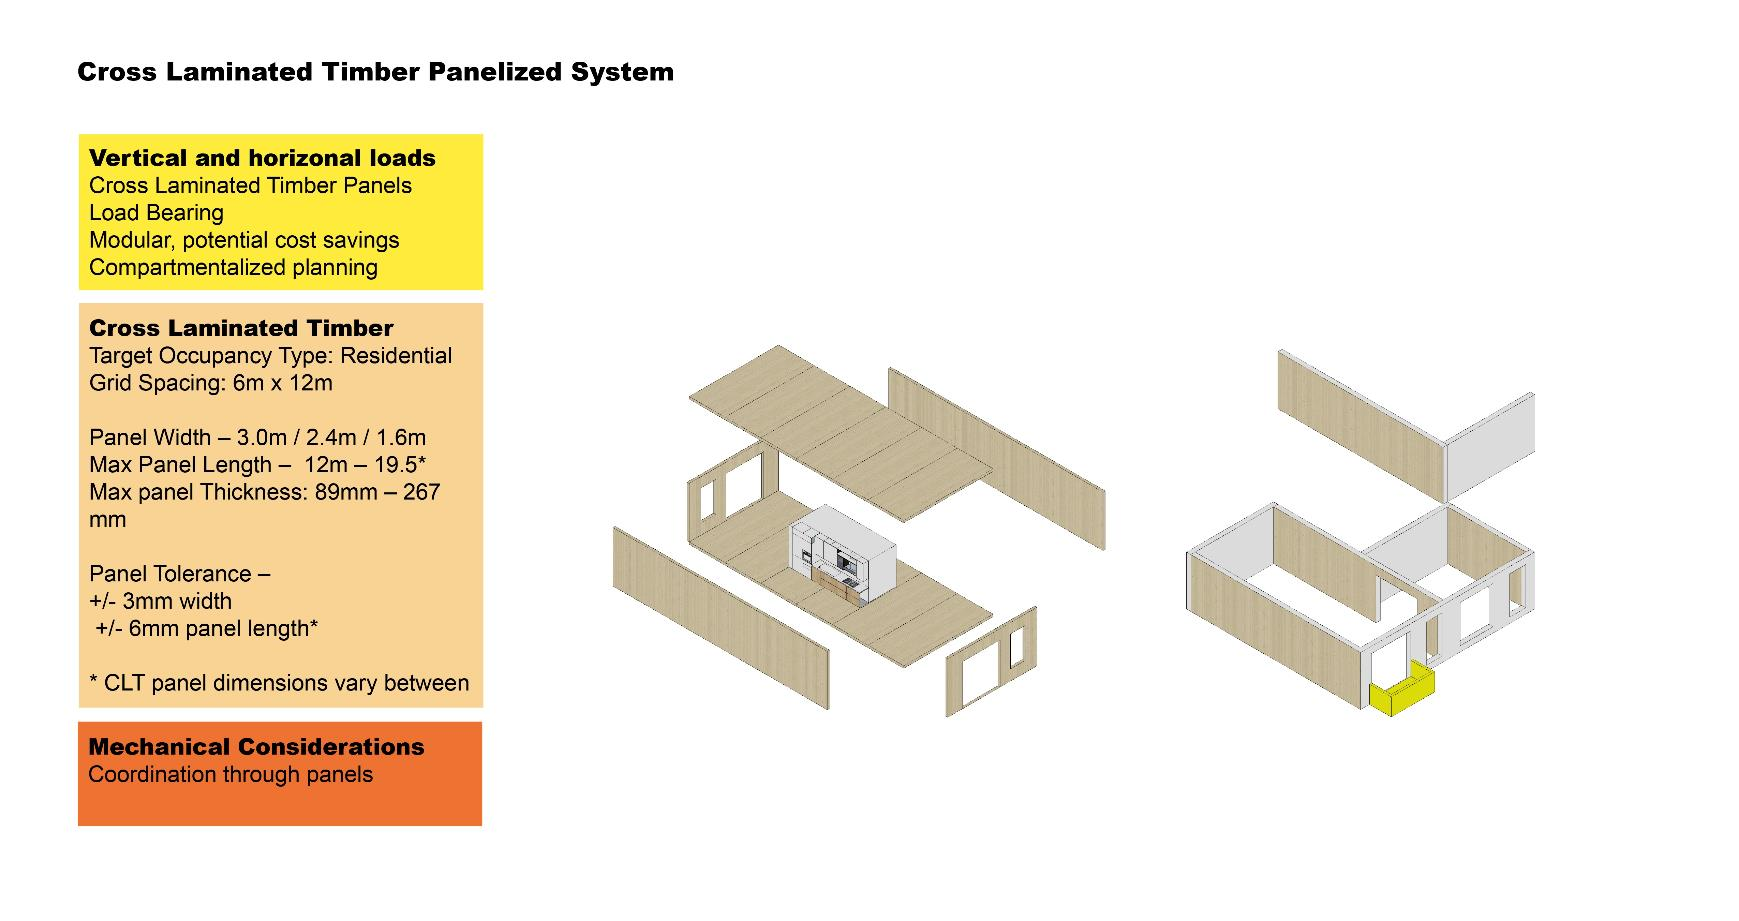 Cross Laminated Timber Panelized System
Vertical and horizonal loads
Cross Laminated Timber Panels
Load Bearing
Modular, potential cost savings
Compartmentalized planning
Cross Laminated Timber
Target Occupancy Type: Residential
Grid Spacing: 6m x 12m
Panel Width – 3.0m / 2.4m / 1.6m
Max Panel Length –  12m – 19.5*
Max panel Thickness: 89mm – 267
mm
Panel Tolerance –
+/- 3mm width
+/- 6mm panel length*
* CLT panel dimensions vary between
Mechanical Considerations
Coordination through panels